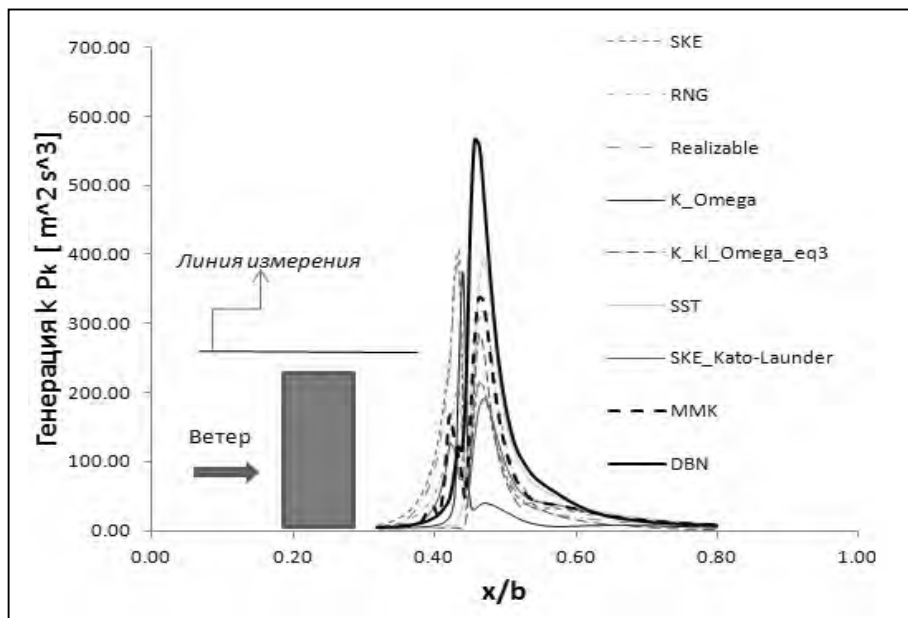 Генерация k Pk [ m^2 s^3]
700.00
600.00
500.00
400.00
300.00
200.00
100.00
0.00
Линия измерения
Ветер
SKE
RNG
Realizable
K_Omega
K_kl_Omega_eq3
SST
SKE_Kato-Launder
MMK
DBN
0.00 0.20 0.40 0.60 0.80 1.00
x/b